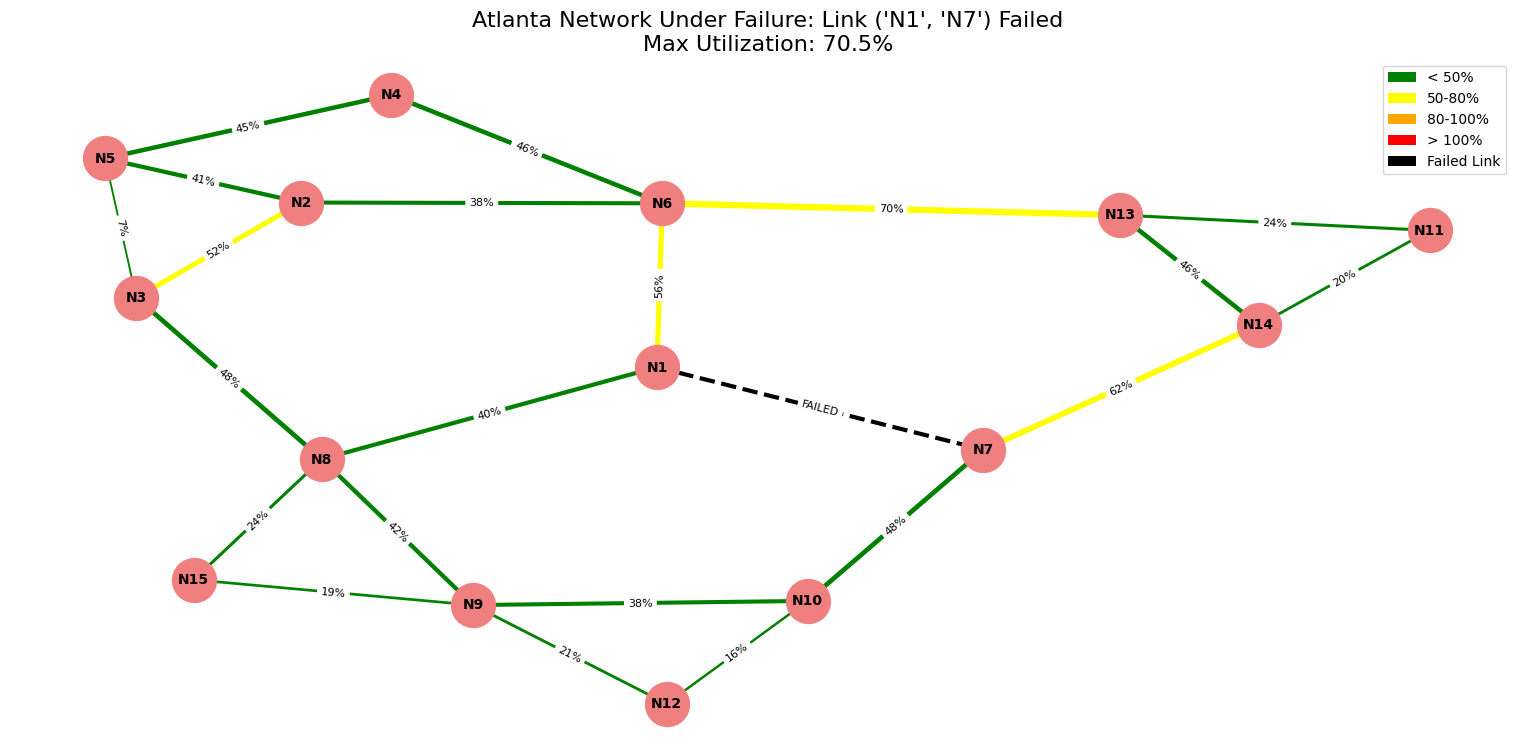 Atlanta Network Under Failure: Link ('N1', 'N7') Failed
Max Utilization: 70.5%
< 50%
50-80%
80-100%
> 100%
Failed Link
N4
45%
46%
N5
41%
N2
38%
N6
70%
N13
24%
N11
7%
52%
56%
46%
20%
N3
N14
N1
48%
40%
FAILED
62%
N8
N7
24%
42%
48%
N15
19%
N9
38%
N10
21%
16%
N12